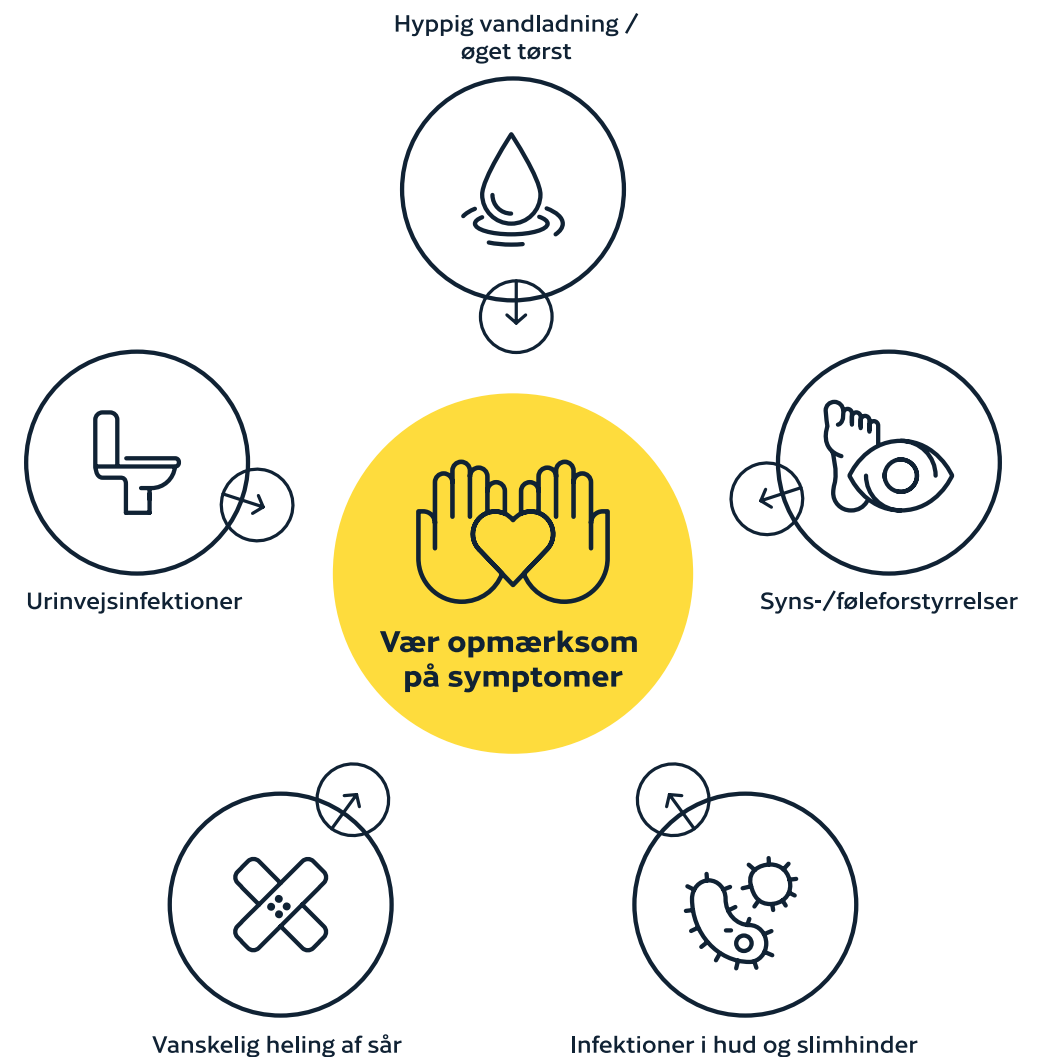 Hyppig vandladning /
øget tørst
Urinvejsinfektioner
Syns-/føleforstyrrelser
Vær opmærksom
på symptomer
Vanskelig heling af sår
Infektioner i hud og slimhinder